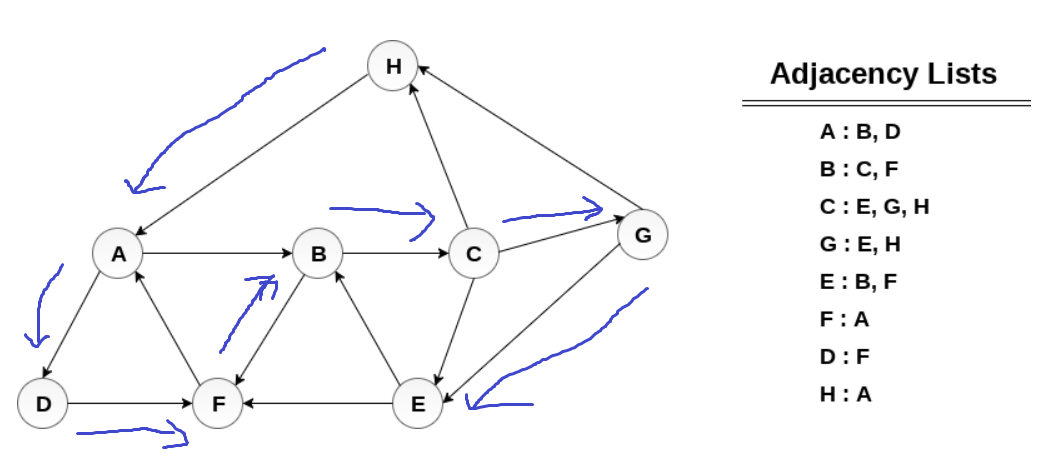 H
Adjacency Lists
A : B, D
B : C, F
C : E, G, H
G : E, H
E : B, F
F : A
D : F
H : A
A B C G
D F E